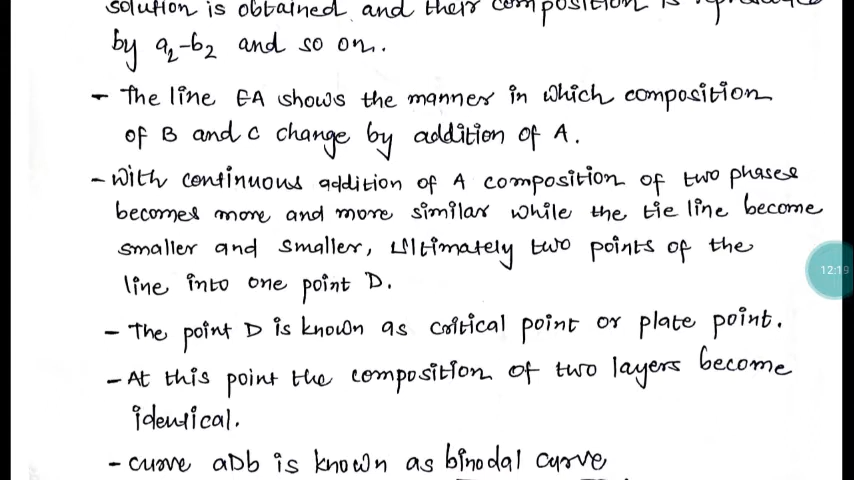 solution is obtained and their composition is represented
by a₂-b₂ and so on.
- The line EA shows the manner in which composition
of B and C change by addition of A.
- With continuous addition of A composition of two phases
becomes more and more similar while the tie line become
smaller and smaller, Ultimately two points of the
line into one point D.
- The point D is known as critical point or plate point.
- At this point the composition of two layers become
identical.
- curve aDb is known as binodal curve
12:19